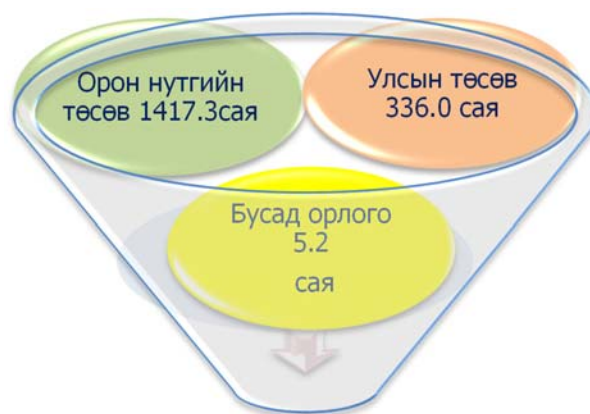 Орон нутгийн
төсөв 1417.3сая
Улсын төсөв
336.0 сая
Бусад орлого
5.2
сая